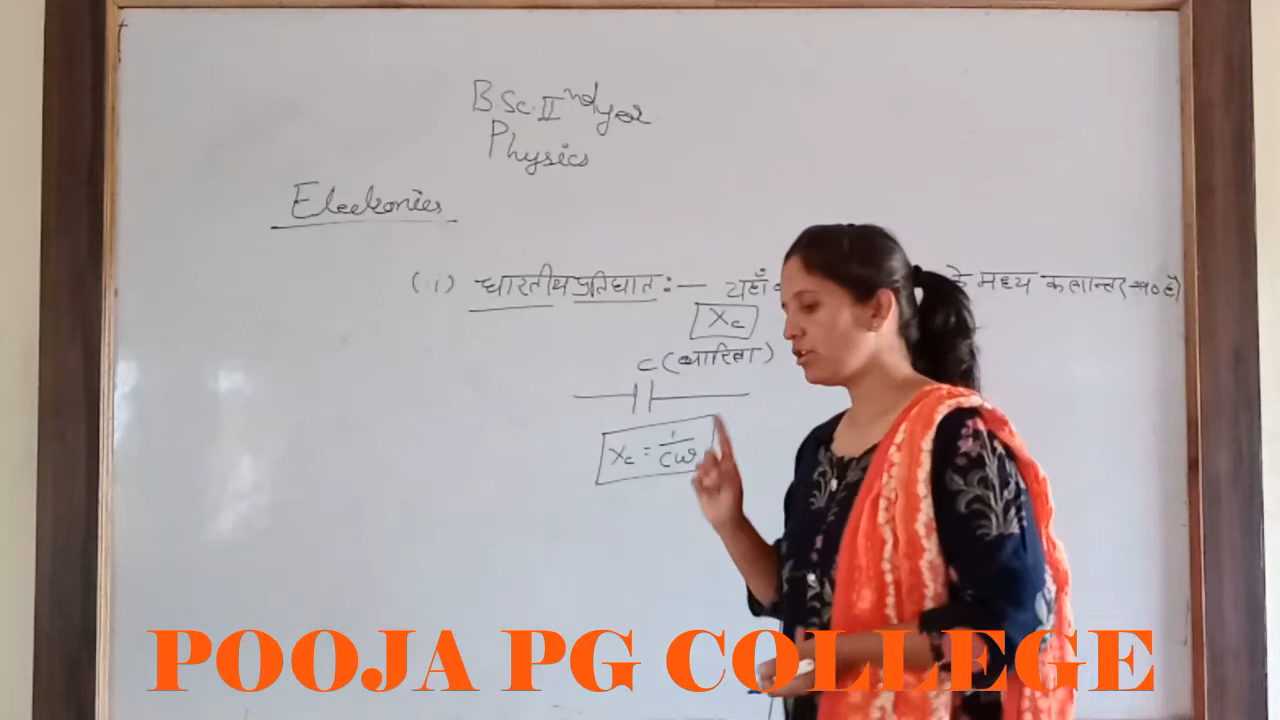 B.Sc. IInd year
Physics
Electronics
(1) धारतीय प्रतिघात :— यहाँ के मध्य कलान्तर 90 है)
Xc
C (धारिता)
Xc = 1/Cω
POOJA PG COLLEGE